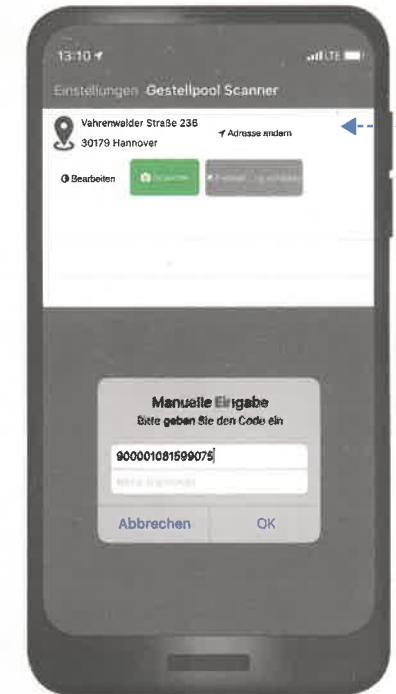 13:10
LTE
Einstellungen Gestellpool Scanner
Vahrenwalder Straße 236
30179 Hannover
Adresse ändern
Bearbeiten
Manuelle Eingabe
Bitte geben Sie den Code ein
900001081599075
Abbrechen
OK